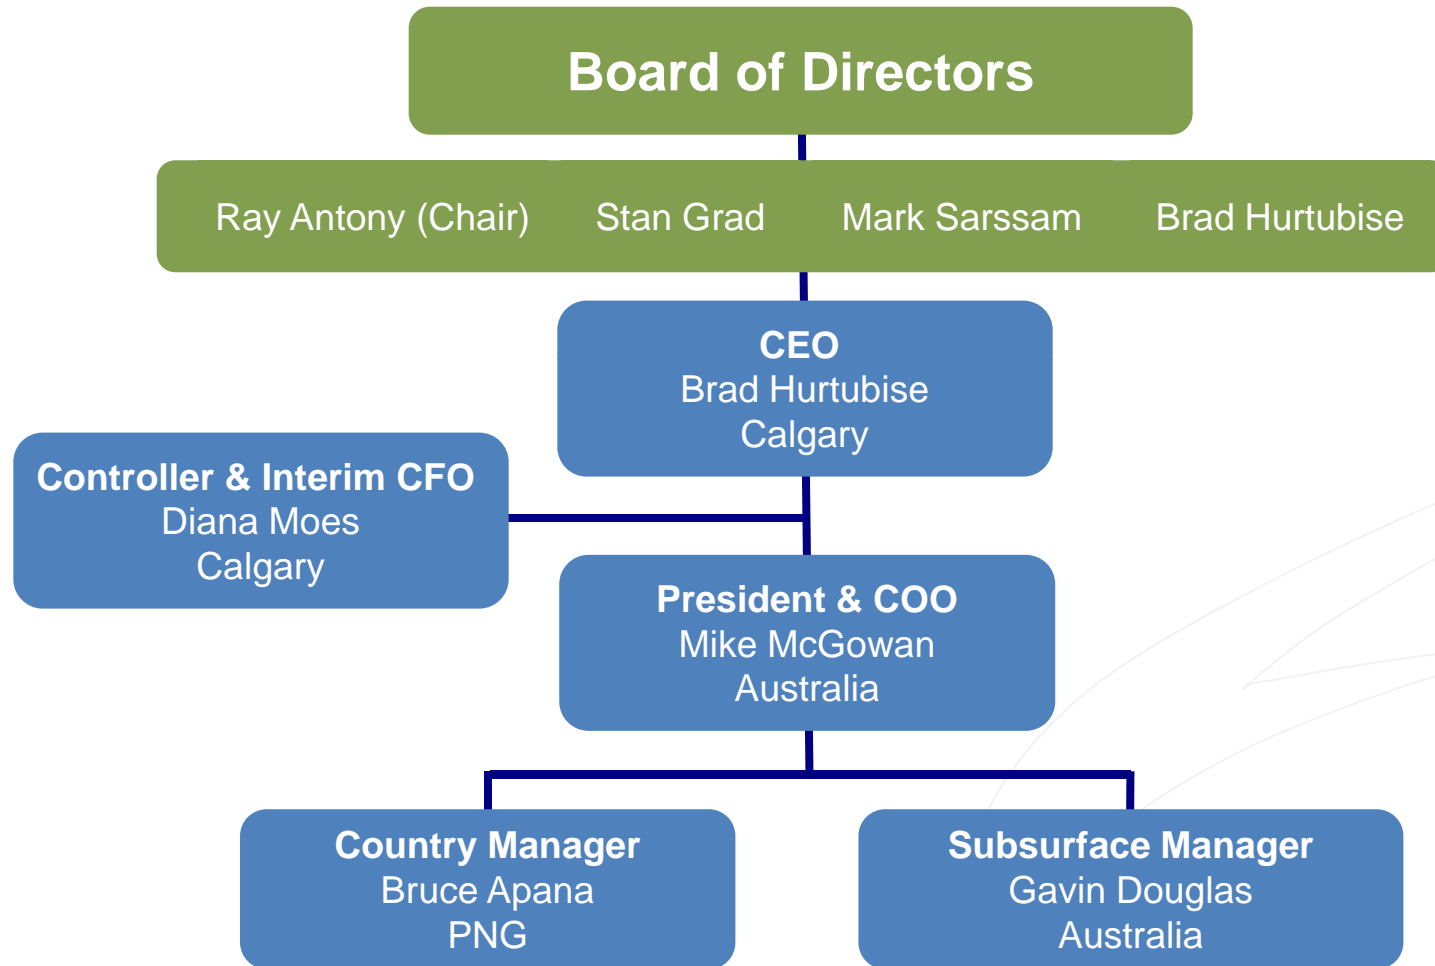 Board of Directors
Ray Antony (Chair) Stan Grad Mark Sarssam Brad Hurtubise
CEO
Brad Hurtubise
Calgary
Controller & Interim CFO
Diana Moes
Calgary
President & COO
Mike McGowan
Australia
Country Manager
Bruce Apana
PNG
Subsurface Manager
Gavin Douglas
Australia